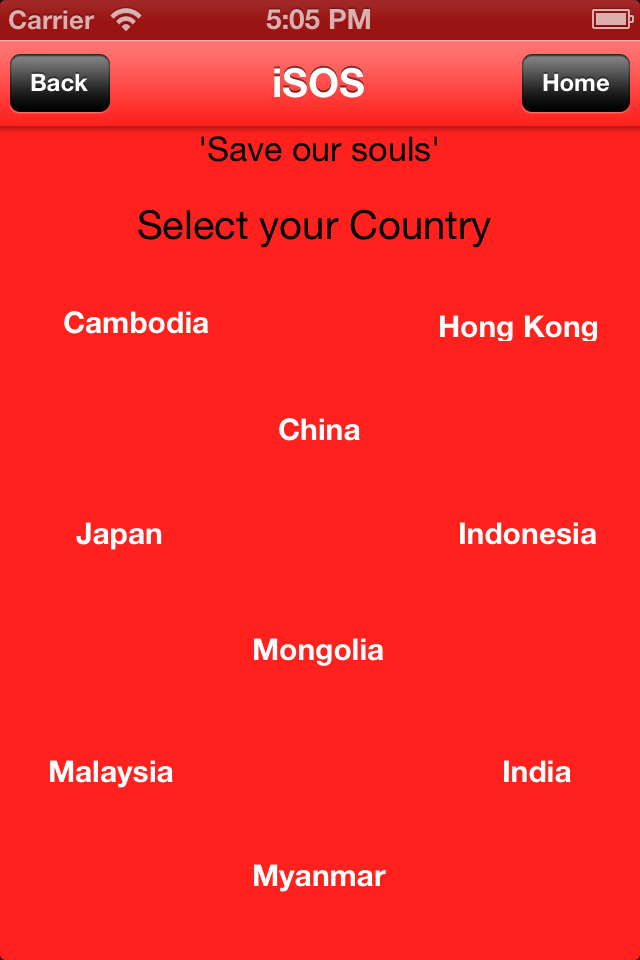 Carrier 5:05 PM
Back iSOS Home
'Save our souls'
Select your Country
Cambodia Hong Kong
China
Japan Indonesia
Mongolia
Malaysia India
Myanmar